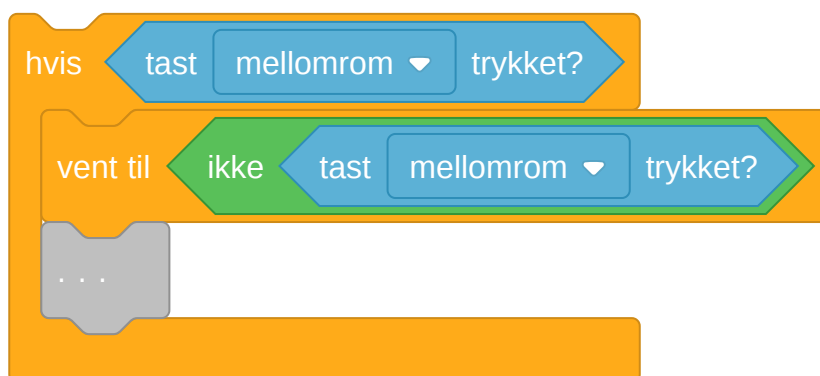 hvis tast mellomrom trykket?
vent til ikke tast mellomrom trykket?
. . .